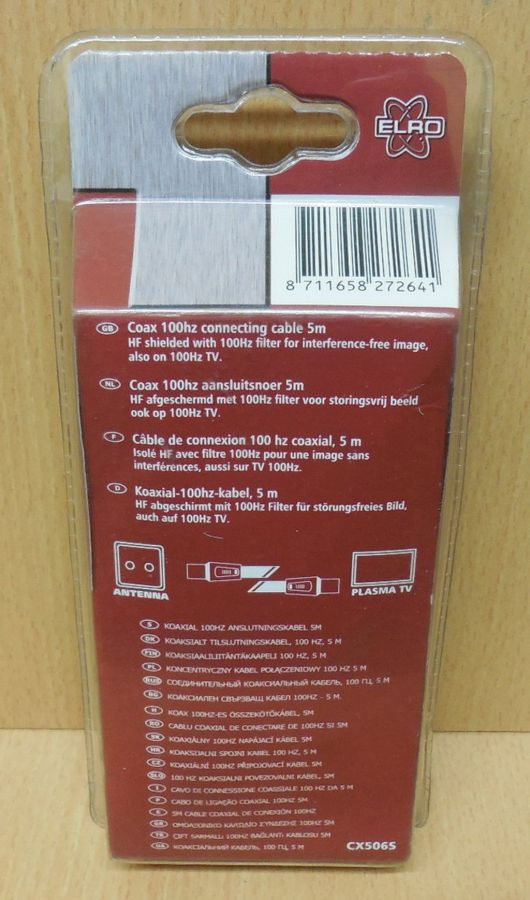 ELRO
8 711658 272641
GB Coax 100hz connecting cable 5m
HF shielded with 100Hz filter for interference-free image,
also on 100Hz TV.
NL Coax 100hz aansluitsnoer 5m
HF afgeschermd met 100Hz filter voor storingsvrij beeld
ook op 100Hz TV.
F Câble de connexion 100 hz coaxial, 5 m
Isolé HF avec filtre 100Hz pour une image sans
interférences, aussi sur TV 100Hz.
D Koaxial-100hz-kabel, 5 m
HF abgeschirmt mit 100Hz Filter für störungsfreies Bild,
auch auf 100Hz TV.
ANTENNA
PLASMA TV
S KOAXIAL 100HZ ANSLUTNINGSKABEL 5M
DK KOAKSIALT TILSLUTNINGSKABEL, 100 HZ, 5 M
FIN KOAKSIAALILIITÄNTÄKAAPELI 100 HZ, 5 M
PL KONCENTRYCZNY KABEL POŁĄCZENIOWY 100 HZ 5 M
RUS СОЕДИНИТЕЛЬНЫЙ КОАКСИАЛЬНЫЙ КАБЕЛЬ, 100 ГЦ, 5 М
BG КОАКСИАЛЕН СВЪРЗВАЩ КАБЕЛ 100HZ – 5 М.
H KOAX 100HZ-ES ÖSSZEKÖTŐKÁBEL, 5M
RO CABLU COAXIAL DE CONECTARE DE 100HZ SI 5M
SK KOAXIÁLNY 100HZ NAPÁJACÍ KÁBEL 5M
HR KOAKSIJALNI SPOJNI KABEL 100 HZ, 5 M
CZ KOAXIÁLNÍ 100HZ PŘIPOJOVACÍ KABEL 5M
SLO 100 HZ KOAKSIALNI POVEZOVALNI KABEL, 5M
I CAVO DI CONNESSIONE COASSIALE 100 HZ DA 5 M
P CABO DE LIGAÇÃO COAXIAL 100HZ 5M
E 5M CABLE COAXIAL DE CONEXIÓN 100HZ
GR ΚΑΛΩΔΙΟ ΣΥΝΔΕΣΗΣ 100HZ 5M
TR ÇİFT SARMALLI 100HZ BAĞLANTI KABLOSU 5M
UA КОАКСІАЛЬНИЙ КАБЕЛЬ, 100 ГЦ, 5 М
CX506S